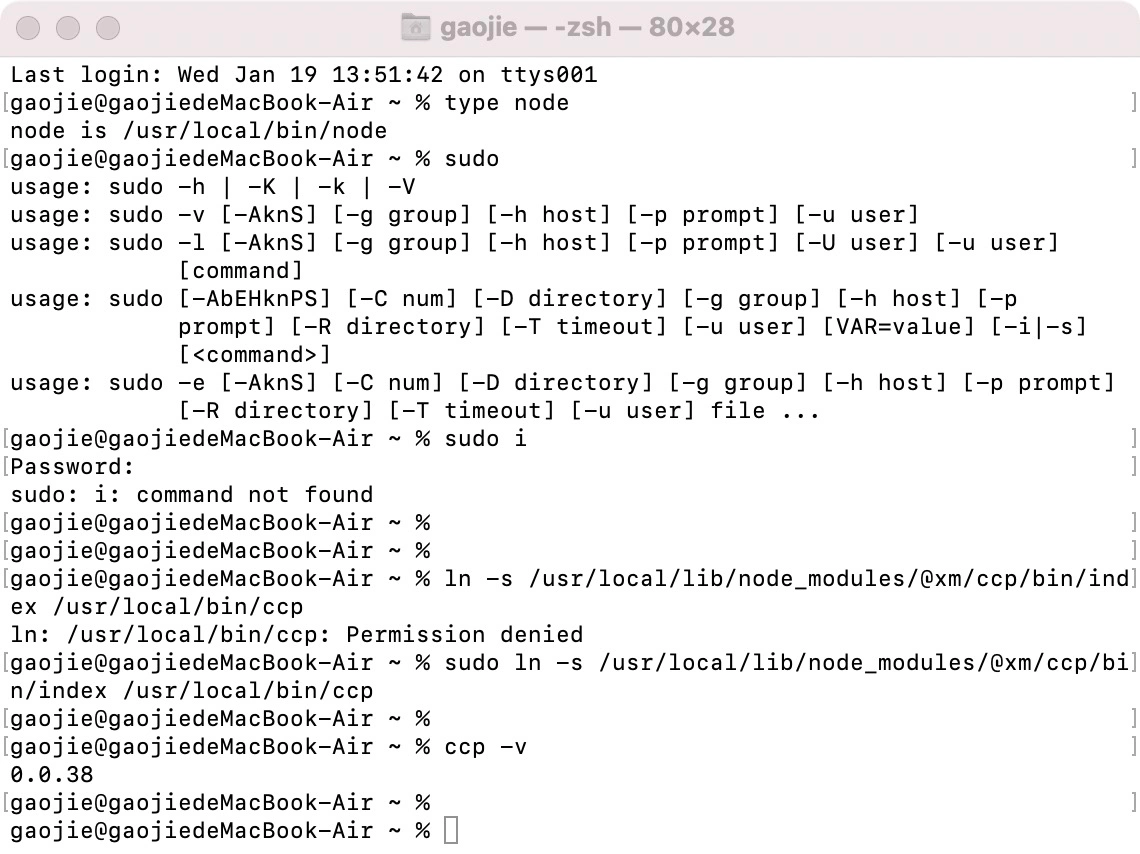 gaojie — -zsh — 80×28
Last login: Wed Jan 19 13:51:42 on ttys001
[gaojie@gaojiedeMacBook-Air ~ % type node ]
node is /usr/local/bin/node
[gaojie@gaojiedeMacBook-Air ~ % sudo ]
usage: sudo -h | -K | -k | -V
usage: sudo -v [-AknS] [-g group] [-h host] [-p prompt] [-u user]
usage: sudo -l [-AknS] [-g group] [-h host] [-p prompt] [-U user] [-u user]
[command]
usage: sudo [-AbEHknPS] [-C num] [-D directory] [-g group] [-h host] [-p
prompt] [-R directory] [-T timeout] [-u user] [VAR=value] [-i|-s]
[<command>]
usage: sudo -e [-AknS] [-C num] [-D directory] [-g group] [-h host] [-p prompt]
[-R directory] [-T timeout] [-u user] file ...
[gaojie@gaojiedeMacBook-Air ~ % sudo i ]
[Password: ]
sudo: i: command not found
[gaojie@gaojiedeMacBook-Air ~ % ]
[gaojie@gaojiedeMacBook-Air ~ % ]
[gaojie@gaojiedeMacBook-Air ~ % ln -s /usr/local/lib/node_modules/@xm/ccp/bin/ind]
ex /usr/local/bin/ccp
ln: /usr/local/bin/ccp: Permission denied
[gaojie@gaojiedeMacBook-Air ~ % sudo ln -s /usr/local/lib/node_modules/@xm/ccp/bi]
n/index /usr/local/bin/ccp
[gaojie@gaojiedeMacBook-Air ~ % ]
[gaojie@gaojiedeMacBook-Air ~ % ccp -v ]
0.0.38
[gaojie@gaojiedeMacBook-Air ~ % ]
gaojie@gaojiedeMacBook-Air ~ %